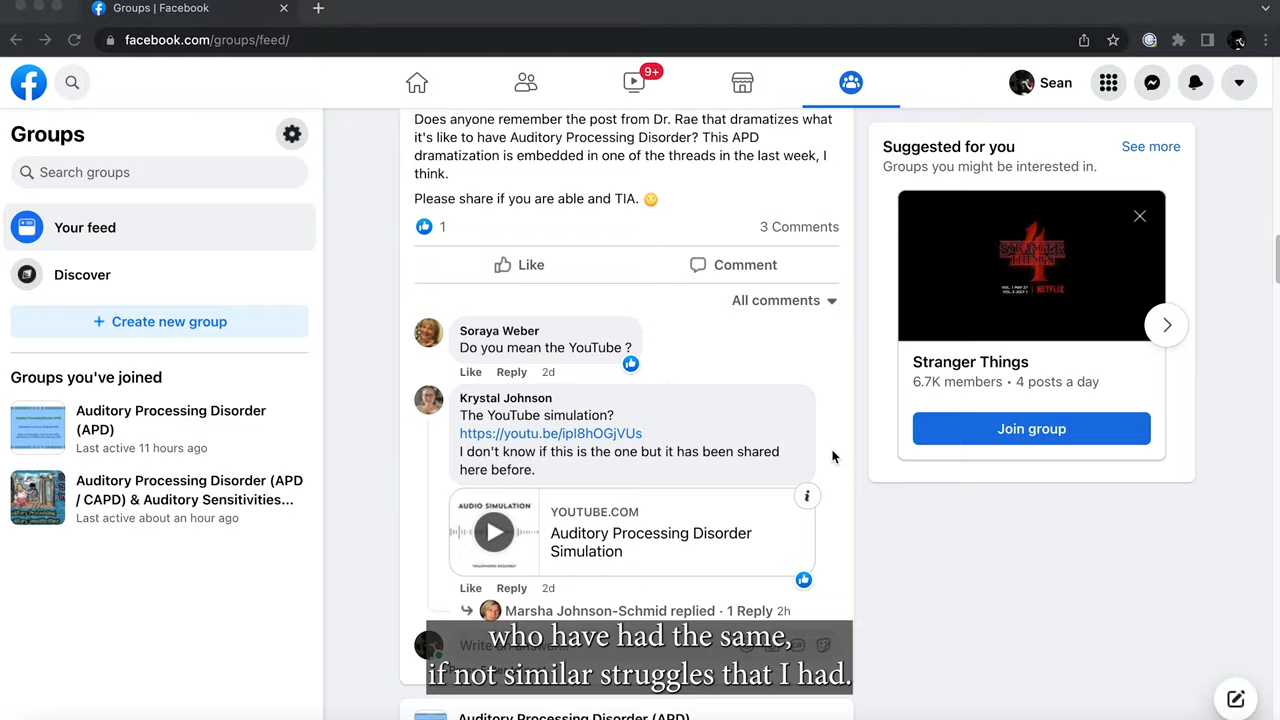 Groups | Facebook
facebook.com/groups/feed/
9+
Sean
Groups
Search groups
Your feed
Discover
+ Create new group
Groups you've joined
Auditory Processing Disorder
(APD)
Last active 11 hours ago
Auditory Processing Disorder (APD
/ CAPD) & Auditory Sensitivities...
Last active about an hour ago
Does anyone remember the post from Dr. Rae that dramatizes what
it's like to have Auditory Processing Disorder? This APD
dramatization is embedded in one of the threads in the last week, I
think.
Please share if you are able and TIA.
1
3 Comments
Like
Comment
All comments
Soraya Weber
Do you mean the YouTube ?
Like Reply 2d
Krystal Johnson
The YouTube simulation?
https://youtu.be/ipI8hOGjVUs
I don't know if this is the one but it has been shared
here before.
AUDIO SIMULATION
YOUTUBE.COM
Auditory Processing Disorder
Simulation
Like Reply 2d
Marsha Johnson-Schmid replied · 1 Reply 2h
Write an answer...
who have had the same,
if not similar struggles that I had.
Auditory Processing Disorder (APD)
Suggested for you
See more
Groups you might be interested in.
STRANGER
THINGS
4
NETFLIX
Stranger Things
6.7K members • 4 posts a day
Join group